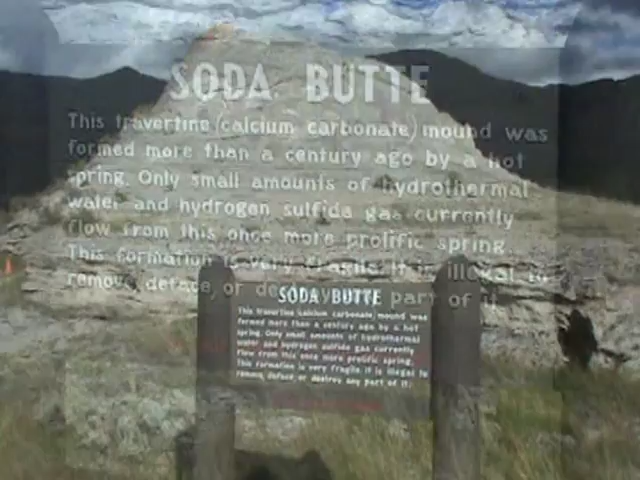 SODA BUTTE
This travertine (calcium carbonate) mound was
formed more than a century ago by a hot
spring. Only small amounts of hydrothermal
water and hydrogen sulfide gas currently
flow from this once more prolific spring.
This formation is very fragile. It is illegal to
remove, deface, or destroy any part of it.
SODA BUTTE
This travertine (calcium carbonate) mound was
formed more than a century ago by a hot
spring. Only small amounts of hydrothermal
water and hydrogen sulfide gas currently
flow from this once more prolific spring.
This formation is very fragile. It is illegal to
remove, deface, or destroy any part of it.